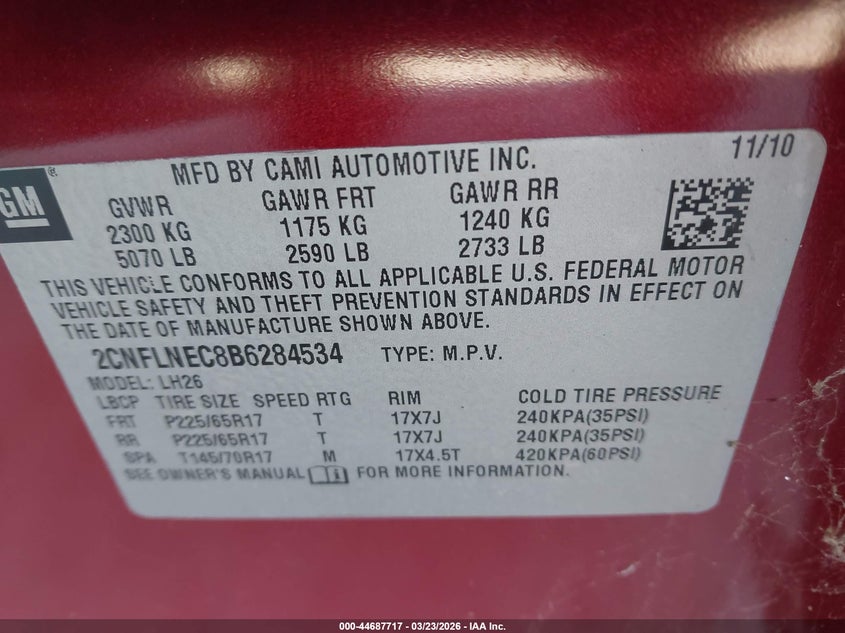 11/10
GM®
MFD BY CAMI AUTOMOTIVE INC.
GVWR GAWR FRT GAWR RR
2300 KG 1175 KG 1240 KG
5070 LB 2590 LB 2733 LB
THIS VEHICLE CONFORMS TO ALL APPLICABLE U.S. FEDERAL MOTOR
VEHICLE SAFETY AND THEFT PREVENTION STANDARDS IN EFFECT ON
THE DATE OF MANUFACTURE SHOWN ABOVE.
2CNFLNEC8B6284534 TYPE: M.P.V.
MODEL: LH26
LBCP TIRE SIZE SPEED RTG RIM COLD TIRE PRESSURE
FRT P225/65R17 T 17X7J 240KPA(35PSI)
RR P225/65R17 T 17X7J 240KPA(35PSI)
SPA T145/70R17 M 17X4.5T 420KPA(60PSI)
SEE OWNER'S MANUAL FOR MORE INFORMATION.
000-44687717 - 03/23/2026 - IAA Inc.